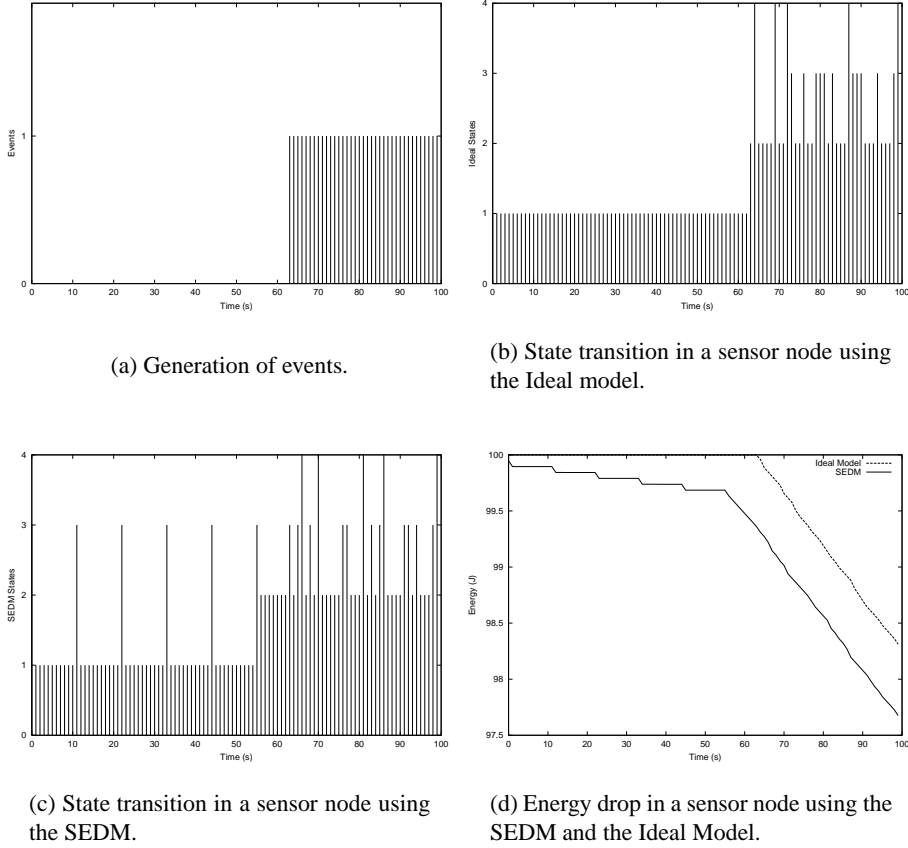 1
0
Events
0 10 20 30 40 50 60 70 80 90 100
Time (s)
(a) Generation of events.
4
3
2
1
0
Ideal States
0 10 20 30 40 50 60 70 80 90 100
Time (s)
(b) State transition in a sensor node using
the Ideal model.
4
3
2
1
0
SEDM States
0 10 20 30 40 50 60 70 80 90 100
Time (s)
(c) State transition in a sensor node using
the SEDM.
100
99.5
99
98.5
98
97.5
Energy (J)
Ideal Model
SEDM
0 10 20 30 40 50 60 70 80 90 100
Time (s)
(d) Energy drop in a sensor node using the
SEDM and the Ideal Model.